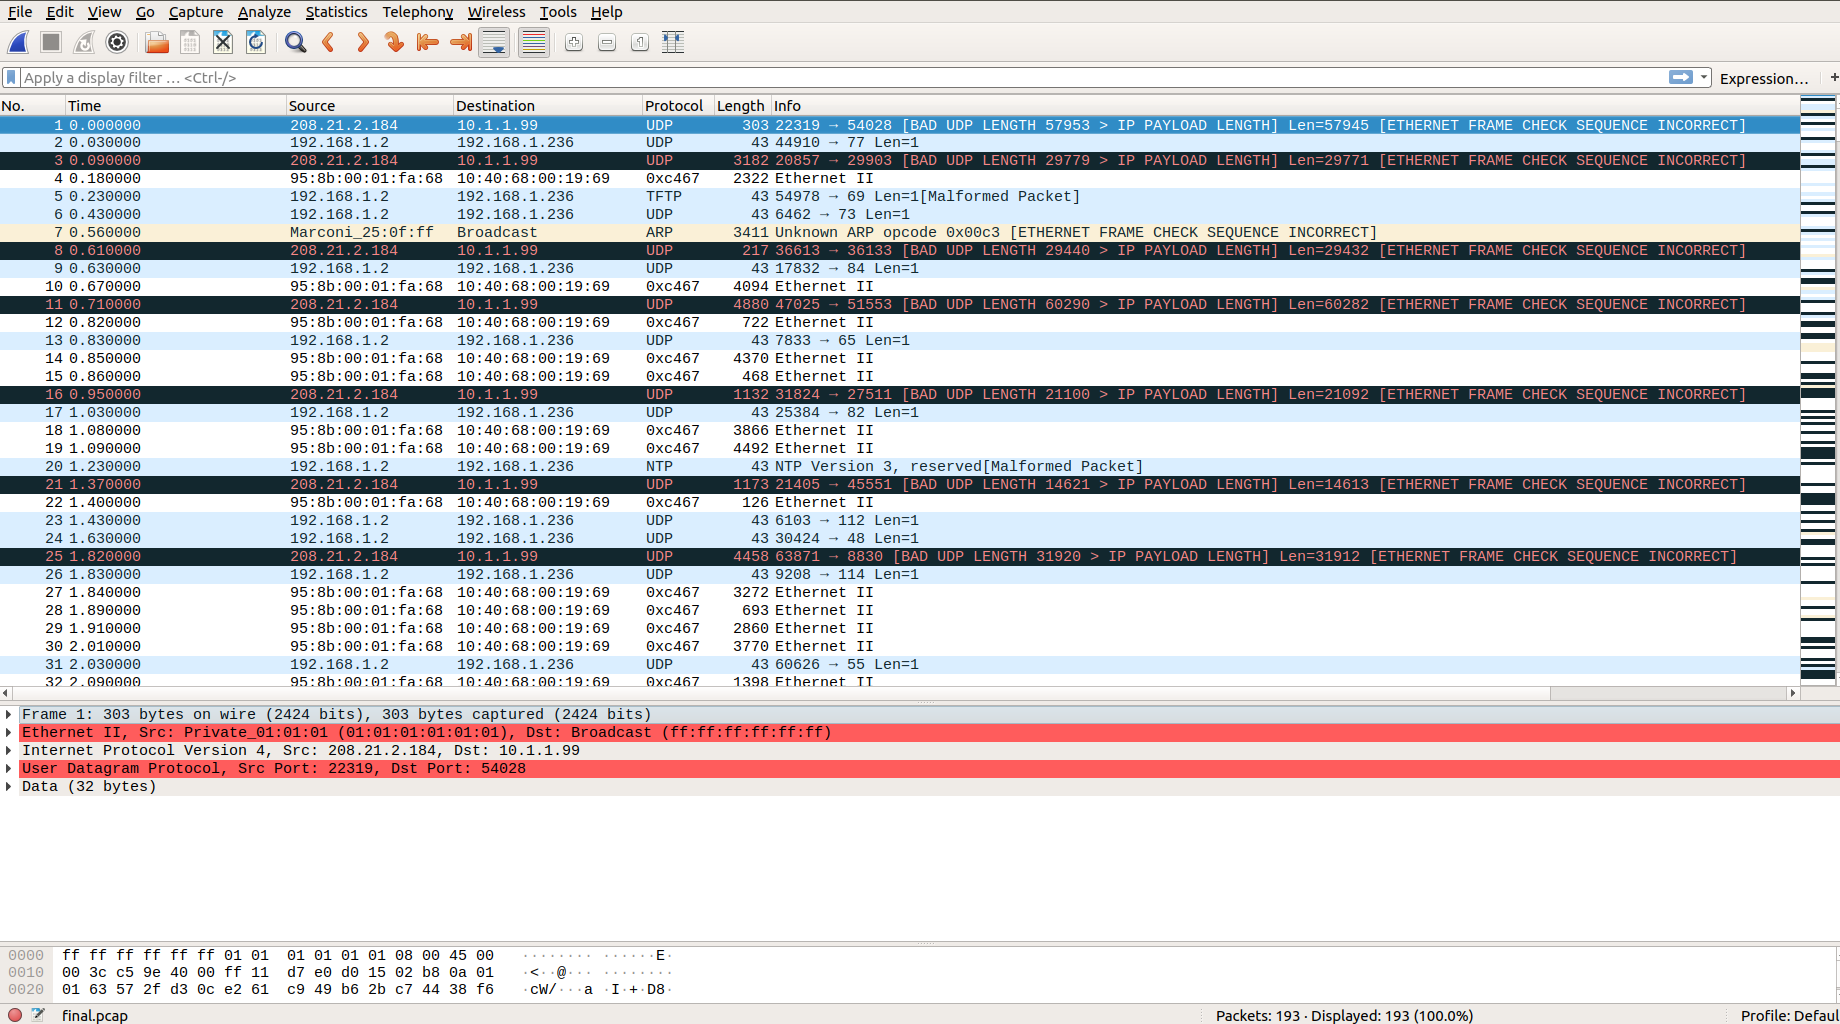 File Edit View Go Capture Analyze Statistics Telephony Wireless Tools Help
Apply a display filter … <Ctrl-/> Expression… +
No. Time Source Destination Protocol Length Info
1 0.000000 208.21.2.184 10.1.1.99 UDP 303 22319 → 54028 [BAD UDP LENGTH 57953 > IP PAYLOAD LENGTH] Len=57945 [ETHERNET FRAME CHECK SEQUENCE INCORRECT]
2 0.030000 192.168.1.2 192.168.1.236 UDP 43 44910 → 77 Len=1
3 0.090000 208.21.2.184 10.1.1.99 UDP 3182 20857 → 29903 [BAD UDP LENGTH 29779 > IP PAYLOAD LENGTH] Len=29771 [ETHERNET FRAME CHECK SEQUENCE INCORRECT]
4 0.180000 95:8b:00:01:fa:68 10:40:68:00:19:69 0xc467 2322 Ethernet II
5 0.230000 192.168.1.2 192.168.1.236 TFTP 43 54978 → 69 Len=1[Malformed Packet]
6 0.430000 192.168.1.2 192.168.1.236 UDP 43 6462 → 73 Len=1
7 0.560000 Marconi_25:0f:ff Broadcast ARP 3411 Unknown ARP opcode 0x00c3 [ETHERNET FRAME CHECK SEQUENCE INCORRECT]
8 0.610000 208.21.2.184 10.1.1.99 UDP 217 36613 → 36133 [BAD UDP LENGTH 29440 > IP PAYLOAD LENGTH] Len=29432 [ETHERNET FRAME CHECK SEQUENCE INCORRECT]
9 0.630000 192.168.1.2 192.168.1.236 UDP 43 17832 → 84 Len=1
10 0.670000 95:8b:00:01:fa:68 10:40:68:00:19:69 0xc467 4094 Ethernet II
11 0.710000 208.21.2.184 10.1.1.99 UDP 4880 47025 → 51553 [BAD UDP LENGTH 60290 > IP PAYLOAD LENGTH] Len=60282 [ETHERNET FRAME CHECK SEQUENCE INCORRECT]
12 0.820000 95:8b:00:01:fa:68 10:40:68:00:19:69 0xc467 722 Ethernet II
13 0.830000 192.168.1.2 192.168.1.236 UDP 43 7833 → 65 Len=1
14 0.850000 95:8b:00:01:fa:68 10:40:68:00:19:69 0xc467 4370 Ethernet II
15 0.860000 95:8b:00:01:fa:68 10:40:68:00:19:69 0xc467 468 Ethernet II
16 0.950000 208.21.2.184 10.1.1.99 UDP 1132 31824 → 27511 [BAD UDP LENGTH 21100 > IP PAYLOAD LENGTH] Len=21092 [ETHERNET FRAME CHECK SEQUENCE INCORRECT]
17 1.030000 192.168.1.2 192.168.1.236 UDP 43 25384 → 82 Len=1
18 1.080000 95:8b:00:01:fa:68 10:40:68:00:19:69 0xc467 3866 Ethernet II
19 1.090000 95:8b:00:01:fa:68 10:40:68:00:19:69 0xc467 4492 Ethernet II
20 1.230000 192.168.1.2 192.168.1.236 NTP 43 NTP Version 3, reserved[Malformed Packet]
21 1.370000 208.21.2.184 10.1.1.99 UDP 1173 21405 → 45551 [BAD UDP LENGTH 14621 > IP PAYLOAD LENGTH] Len=14613 [ETHERNET FRAME CHECK SEQUENCE INCORRECT]
22 1.400000 95:8b:00:01:fa:68 10:40:68:00:19:69 0xc467 126 Ethernet II
23 1.430000 192.168.1.2 192.168.1.236 UDP 43 6103 → 112 Len=1
24 1.630000 192.168.1.2 192.168.1.236 UDP 43 30424 → 48 Len=1
25 1.820000 208.21.2.184 10.1.1.99 UDP 4458 63871 → 8830 [BAD UDP LENGTH 31920 > IP PAYLOAD LENGTH] Len=31912 [ETHERNET FRAME CHECK SEQUENCE INCORRECT]
26 1.830000 192.168.1.2 192.168.1.236 UDP 43 9208 → 114 Len=1
27 1.840000 95:8b:00:01:fa:68 10:40:68:00:19:69 0xc467 3272 Ethernet II
28 1.890000 95:8b:00:01:fa:68 10:40:68:00:19:69 0xc467 693 Ethernet II
29 1.910000 95:8b:00:01:fa:68 10:40:68:00:19:69 0xc467 2860 Ethernet II
30 2.010000 95:8b:00:01:fa:68 10:40:68:00:19:69 0xc467 3770 Ethernet II
31 2.030000 192.168.1.2 192.168.1.236 UDP 43 60626 → 55 Len=1
32 2.090000 95:8b:00:01:fa:68 10:40:68:00:19:69 0xc467 1398 Ethernet II
Frame 1: 303 bytes on wire (2424 bits), 303 bytes captured (2424 bits)
Ethernet II, Src: Private_01:01:01 (01:01:01:01:01:01), Dst: Broadcast (ff:ff:ff:ff:ff:ff)
Internet Protocol Version 4, Src: 208.21.2.184, Dst: 10.1.1.99
User Datagram Protocol, Src Port: 22319, Dst Port: 54028
Data (32 bytes)
0000 ff ff ff ff ff ff 01 01 01 01 01 01 08 00 45 00 ········ ······E·
0010 00 3c c5 9e 40 00 ff 11 d7 e0 d0 15 02 b8 0a 01 ·<··@··· ········
0020 01 63 57 2f d3 0c e2 61 c9 49 b6 2b c7 44 38 f6 ·cW/···a ·I·+·D8·
final.pcap Packets: 193 · Displayed: 193 (100.0%) Profile: Defaul